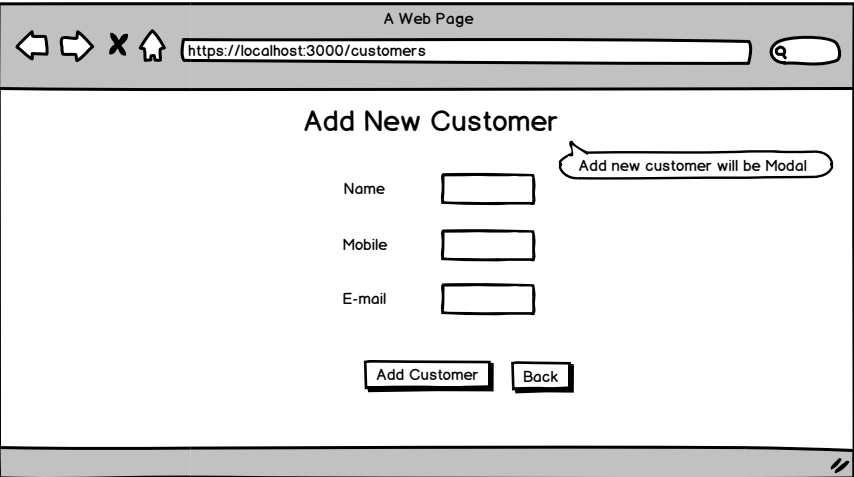 A Web Page
https://localhost:3000/customers
Add New Customer
Add new customer will be Modal
Name
Mobile
E-mail
Add Customer
Back